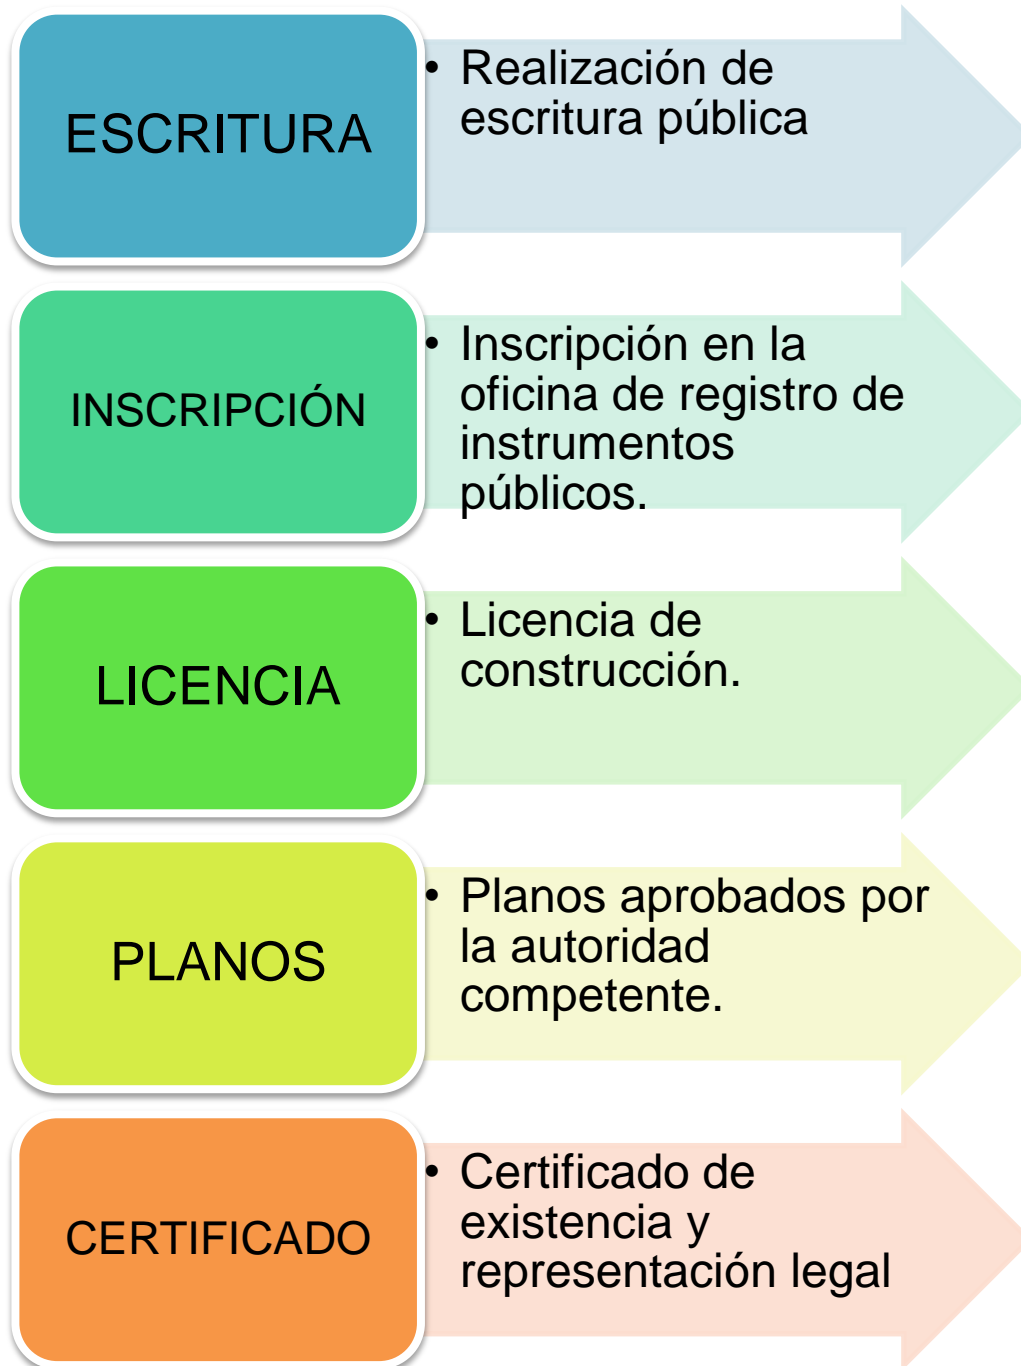 ESCRITURA
• Realización de
escritura pública
INSCRIPCIÓN
• Inscripción en la
oficina de registro de
instrumentos
públicos.
LICENCIA
• Licencia de
construcción.
PLANOS
• Planos aprobados por
la autoridad
competente.
CERTIFICADO
• Certificado de
existencia y
representación legal